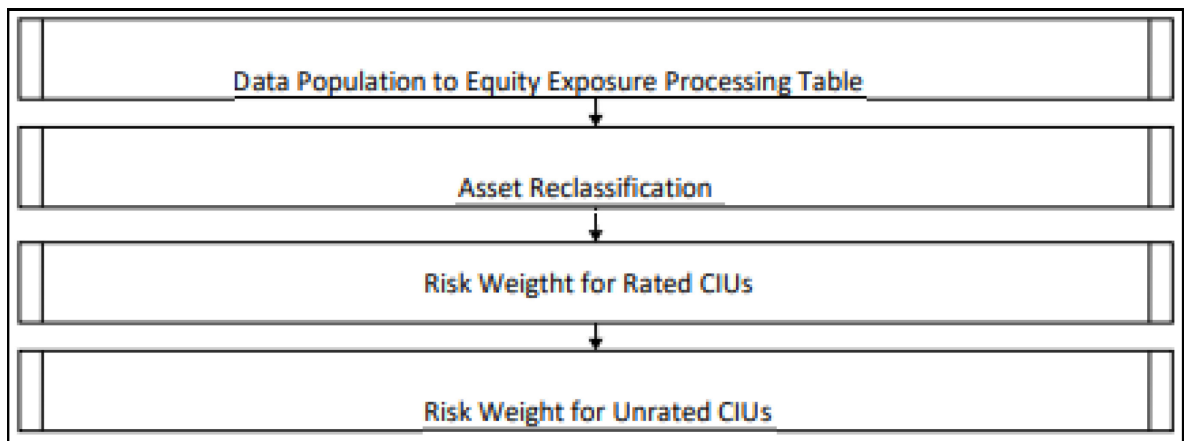 Data Population to Equity Exposure Processing Table
Asset Reclassification
Risk Weigtht for Rated CIUs
Risk Weight for Unrated CIUs